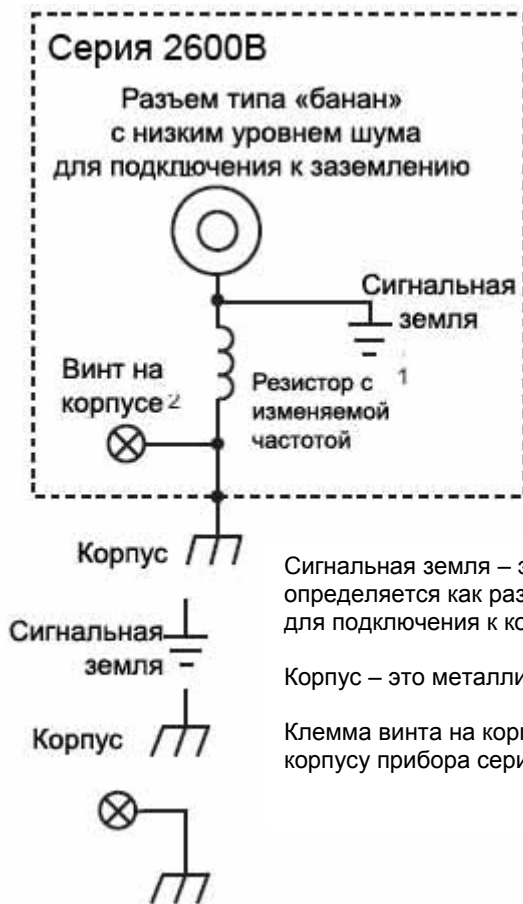 Серия 2600B
Разъем типа «банан»
с низким уровнем шума
для подключения к заземлению
Сигнальная
земля
1
Винт на
корпусе 2
Резистор с
изменяемой
частотой
Корпус
Сигнальная земля – э
определяется как раз
для подключения к ко
Сигнальная
земля
Корпус – это металли
Корпус
Клемма винта на корп
корпусу прибора сери